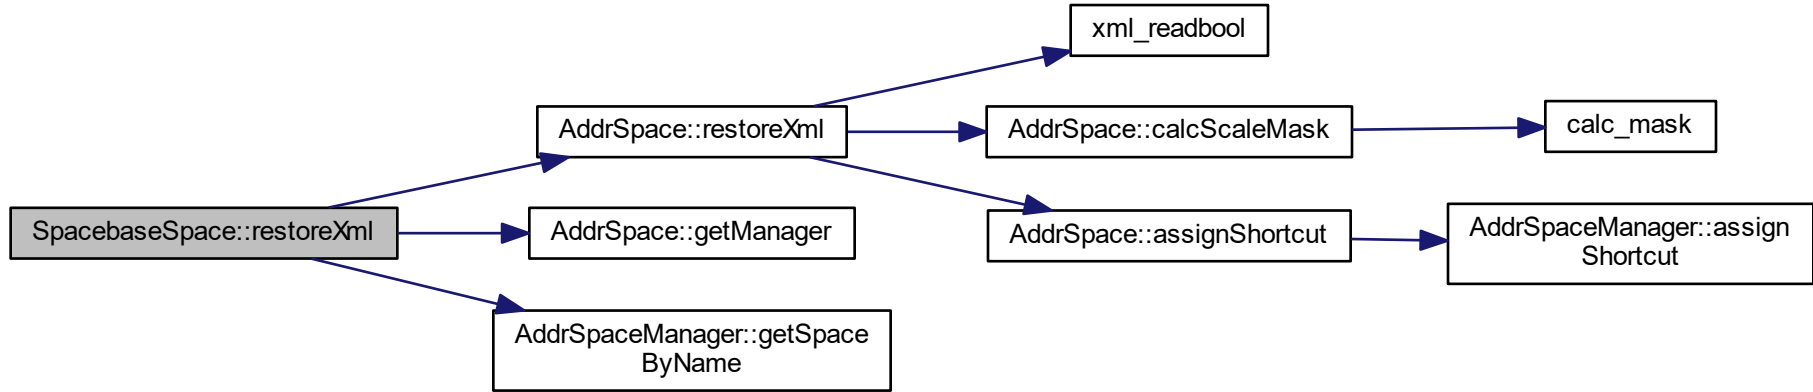 xml_readbool
AddrSpace::restoreXml
AddrSpace::calcScaleMask
calc_mask
SpacebaseSpace::restoreXml
AddrSpace::getManager
AddrSpace::assignShortcut
AddrSpaceManager::assign
Shortcut
AddrSpaceManager::getSpace
ByName